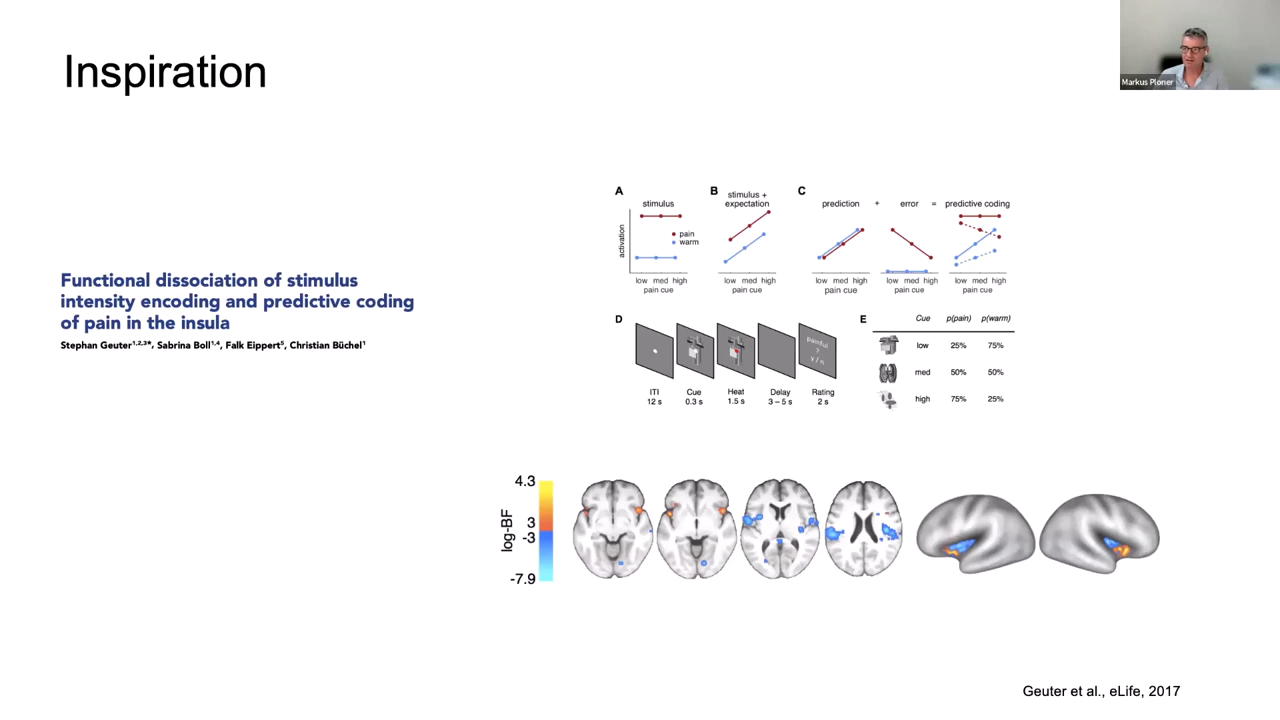 Inspiration
Markus Ploner
Functional dissociation of stimulus
intensity encoding and predictive coding
of pain in the insula
Stephan Geuter1,2,3*, Sabrina Boll1,4, Falk Eippert5, Christian Büchel1
A
stimulus
activation
pain
warm
low med high
pain cue
B
stimulus +
expectation
low med high
pain cue
C
prediction + error = predictive coding
low med high
pain cue
low med high
pain cue
low med high
pain cue
D
painful
?
y / n
ITI
12 s
Cue
0.3 s
Heat
1.5 s
Delay
3 – 5 s
Rating
2 s
E
Cue p(pain) p(warm)
low 25% 75%
med 50% 50%
high 75% 25%
log-BF
4.3
3
-3
-7.9
Geuter et al., eLife, 2017